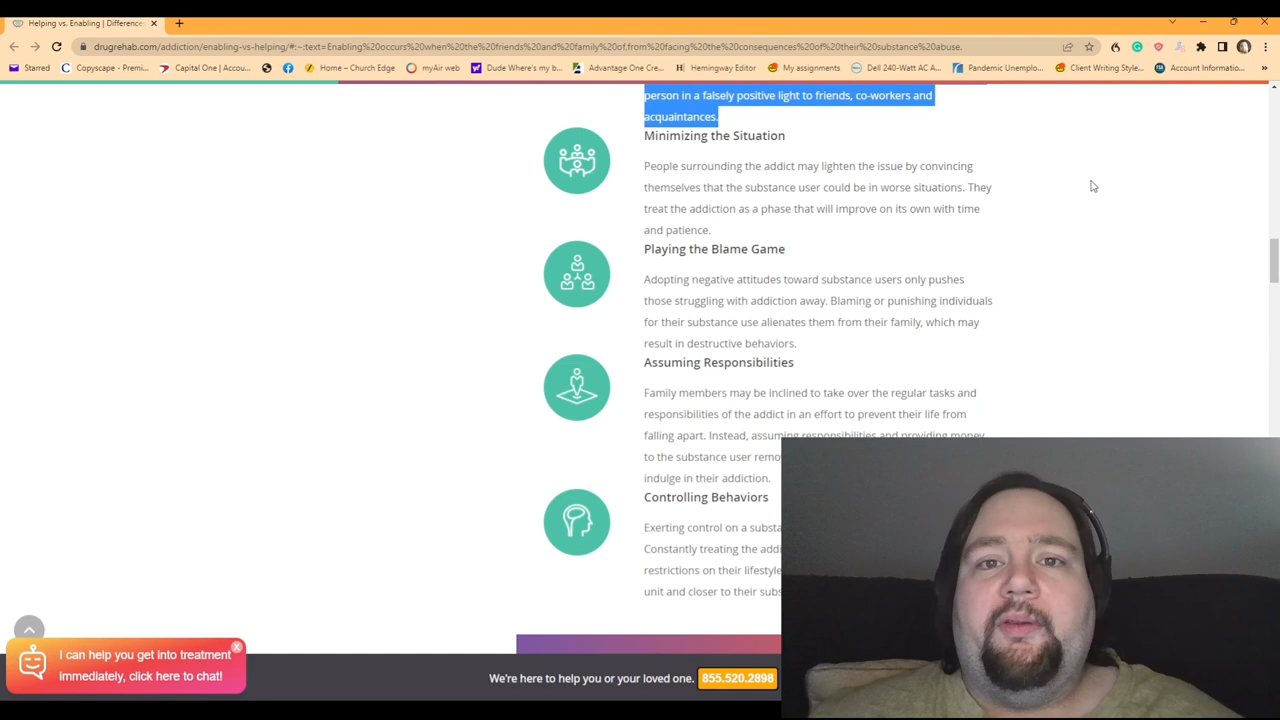 Helping vs. Enabling | Difference
drugrehab.com/addiction/enabling-vs-helping/#:~:text=Enabling%20occurs%20when%20the%20friends%20and%20family%20of,from%20facing%20the%20consequences%20of%20their%20substance%20abuse.
Starred Copyscape - Premi... Capital One | Accou... Home – Church Edge myAir web Dude Where's my b... Advantage One Cre... Hemingway Editor My assignments Dell 240-Watt AC A... Pandemic Unemplo... Client Writing Style... Account Informatio... »
person in a falsely positive light to friends, co-workers and
acquaintances.
Minimizing the Situation
People surrounding the addict may lighten the issue by convincing
themselves that the substance user could be in worse situations. They
treat the addiction as a phase that will improve on its own with time
and patience.
Playing the Blame Game
Adopting negative attitudes toward substance users only pushes
those struggling with addiction away. Blaming or punishing individuals
for their substance use alienates them from their family, which may
result in destructive behaviors.
Assuming Responsibilities
Family members may be inclined to take over the regular tasks and
responsibilities of the addict in an effort to prevent their life from
falling apart. Instead, assuming responsibilities and providing money
to the substance user remo
indulge in their addiction.
Controlling Behaviors
Exerting control on a substa
Constantly treating the addi
restrictions on their lifestyle
unit and closer to their subs
I can help you get into treatment
immediately, click here to chat!
X
We're here to help you or your loved one. 855.520.2898